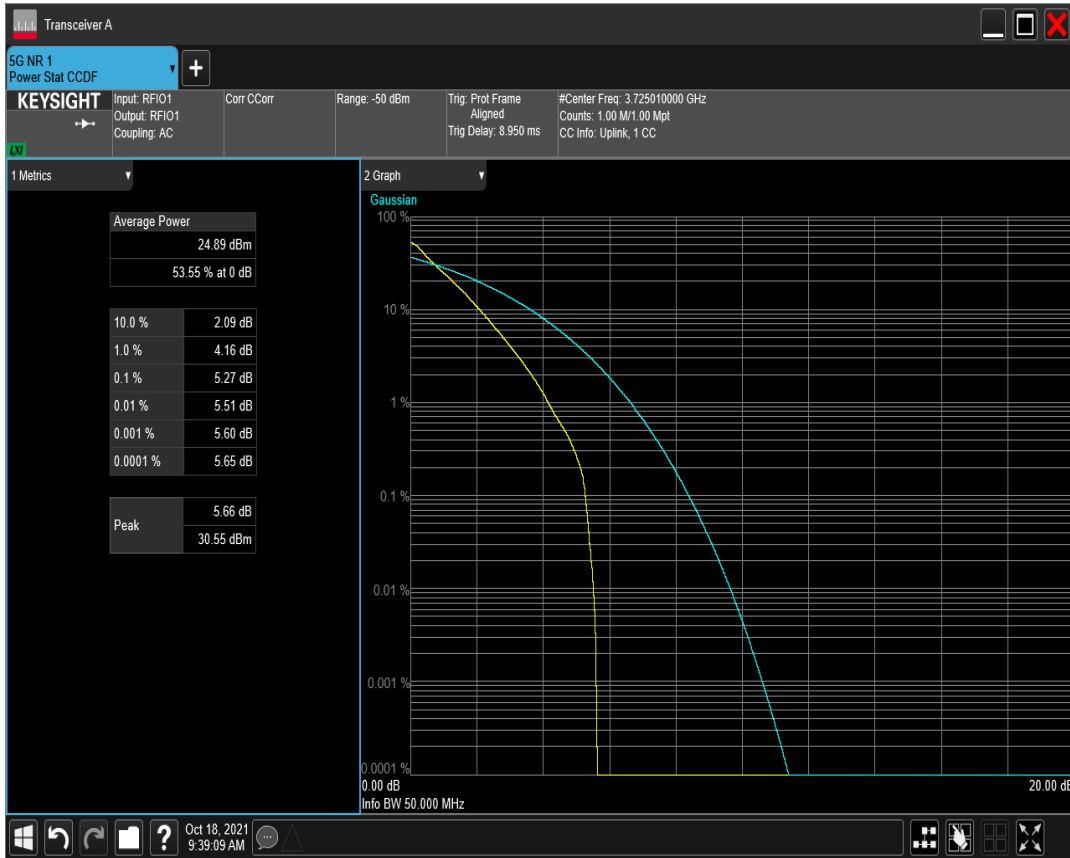 Transceiver A
5G NR 1
Power Stat CCDF
KEYSIGHT
LXI
Input: RFIO1
Output: RFIO1
Coupling: AC
Corr CCorr
Range: -50 dBm
Trig: Prot Frame
Aligned
Trig Delay: 8.950 ms
#Center Freq: 3.725010000 GHz
Counts: 1.00 M/1.00 Mpt
CC Info: Uplink, 1 CC
1 Metrics
Average Power
24.89 dBm
53.55 % at 0 dB
10.0 % 2.09 dB
1.0 % 4.16 dB
0.1 % 5.27 dB
0.01 % 5.51 dB
0.001 % 5.60 dB
0.0001 % 5.65 dB
Peak 5.66 dB
30.55 dBm
2 Graph
Gaussian
100 %
10 %
1 %
0.1 %
0.01 %
0.001 %
0.0001 %
0.00 dB
20.00 dB
Info BW 50.000 MHz
Oct 18, 2021
9:39:09 AM